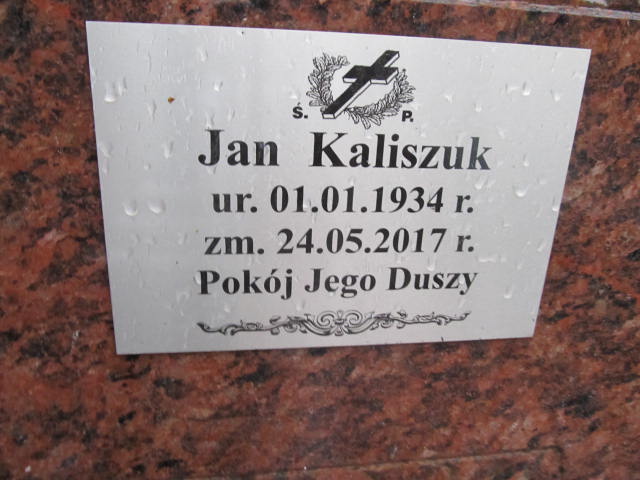 Ś. P.
Jan Kaliszuk
ur. 01.01.1934 r.
zm. 24.05.2017 r.
Pokój Jego Duszy